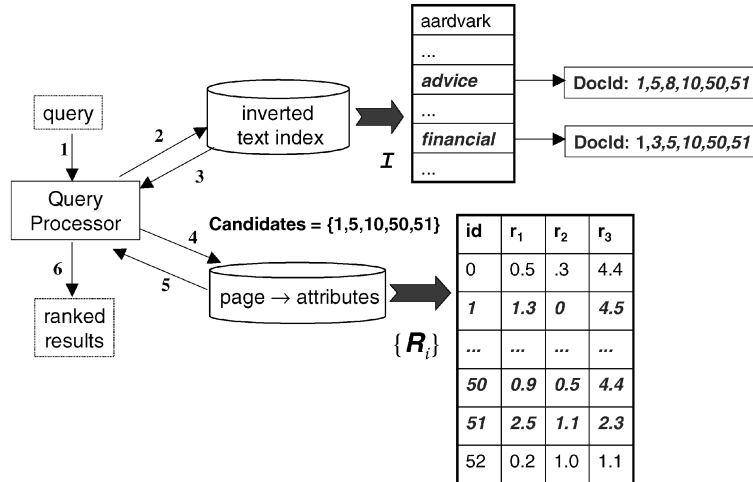 query
1
2
3
Query
Processor
inverted
text index
I
aardvark
...
advice
...
financial
...
DocId: 1,5,8,10,50,51
DocId: 1,3,5,10,50,51
Candidates = {1,5,10,50,51}
4
5
6
page → attributes
{Ri}
ranked
results
id r1 r2 r3
0 0.5 .3 4.4
1 1.3 0 4.5
... ... ... ...
50 0.9 0.5 4.4
51 2.5 1.1 2.3
52 0.2 1.0 1.1